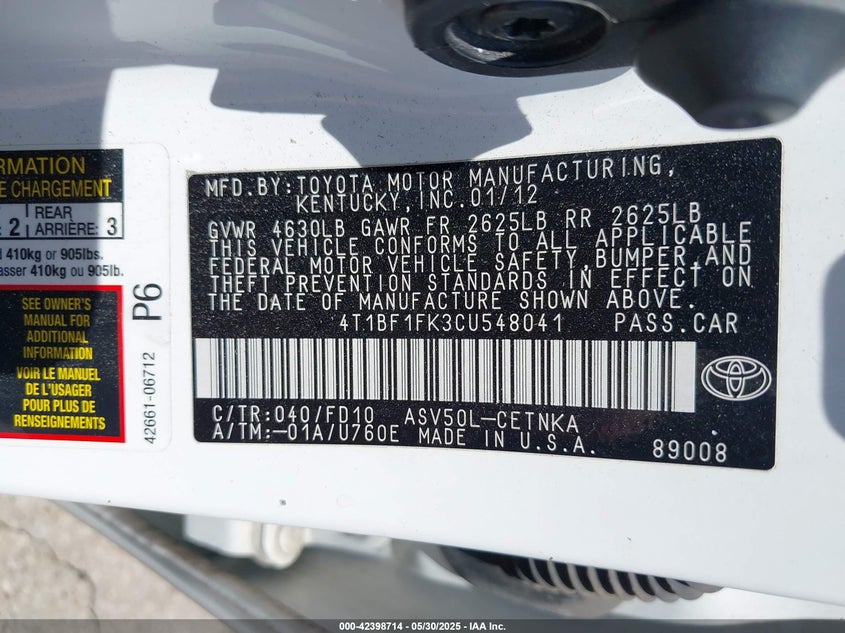 ORMATION
E CHARGEMENT
2 REAR ARRIÈRE: 3
410kg or 905lbs.
asser 410kg ou 905lb.
SEE OWNER'S
MANUAL FOR
ADDITIONAL
INFORMATION
VOIR LE MANUEL
DE L'USAGER
POUR PLUS DE
RENSEIGNEMENTS
P6
42661-06712
MFD.BY:TOYOTA MOTOR MANUFACTURING,
KENTUCKY,INC.01/12
GVWR 4630LB GAWR FR 2625LB RR 2625LB
THIS VEHICLE CONFORMS TO ALL APPLICABLE
FEDERAL MOTOR VEHICLE SAFETY,BUMPER,AND
THEFT PREVENTION STANDARDS IN EFFECT ON
THE DATE OF MANUFACTURE SHOWN ABOVE.
4T1BF1FK3CU548041 PASS.CAR
C/TR:040/FD10 ASV50L-CETNKA
A/TM:-01A/U760E MADE IN U.S.A.
89008
000-42398714 - 05/30/2025 - IAA Inc.